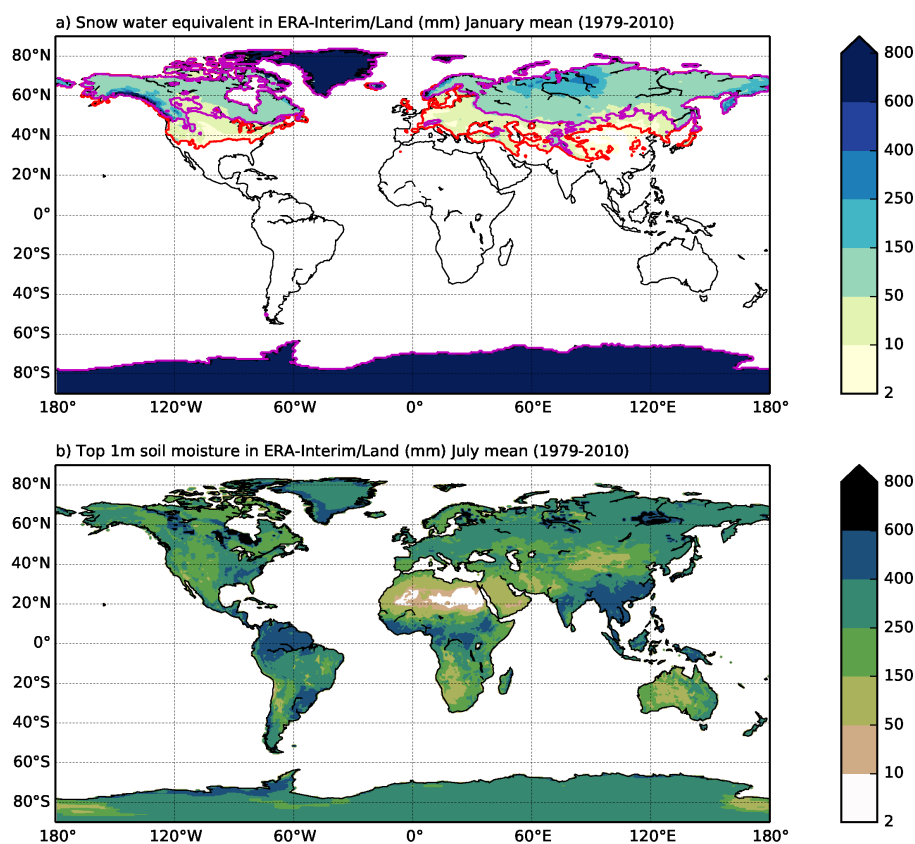 a) Snow water equivalent in ERA-Interim/Land (mm) January mean (1979-2010)
80°N
60°N
40°N
20°N
0°
20°S
40°S
60°S
80°S
180° 120°W 60°W 0° 60°E 120°E 180°
800
600
400
250
150
50
10
2
b) Top 1m soil moisture in ERA-Interim/Land (mm) July mean (1979-2010)
80°N
60°N
40°N
20°N
0°
20°S
40°S
60°S
80°S
180° 120°W 60°W 0° 60°E 120°E 180°
800
600
400
250
150
50
10
2